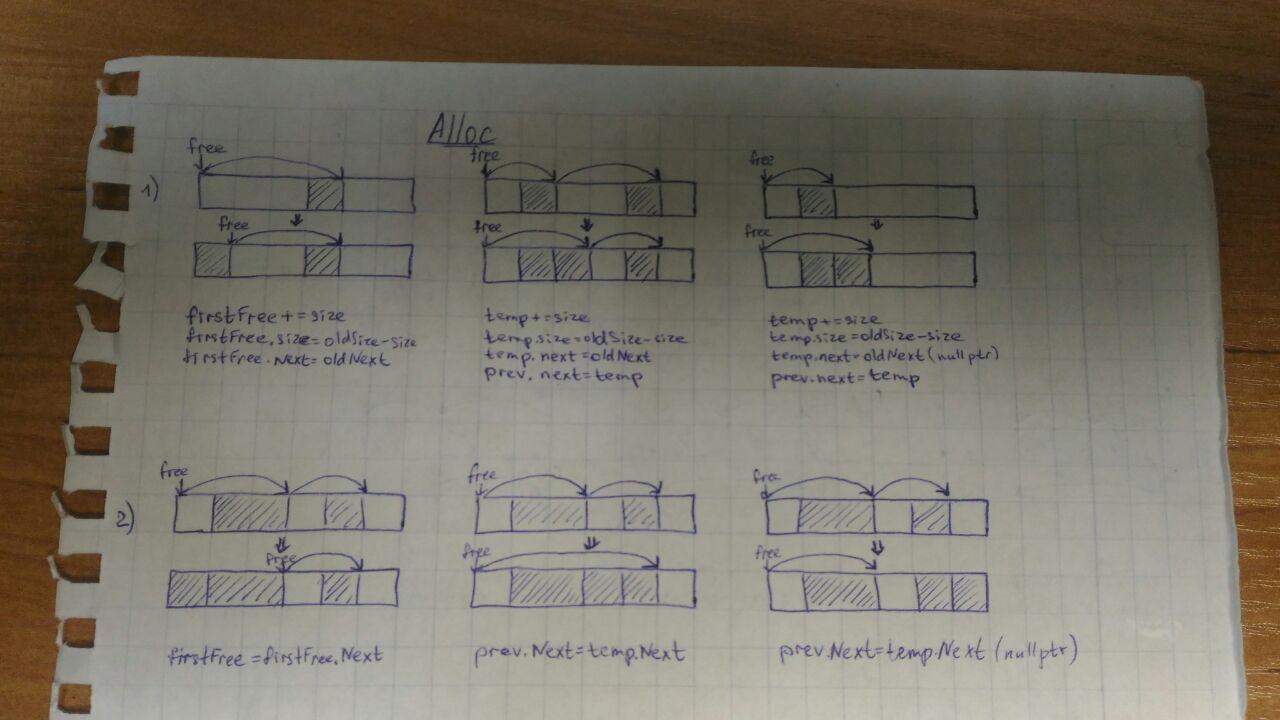 Alloc
1)
free
free
free
free
free
free
firstFree += size
firstFree.size = oldSize-size
firstFree.Next = oldNext
temp += size
temp.size = oldSize-size
temp.next = oldNext
prev.next = temp
temp += size
temp.size = oldSize-size
temp.next = oldNext (nullptr)
prev.next = temp
2)
free
free
free
free
free
free
firstFree = firstFree.Next
prev.Next = temp.Next
prev.Next = temp.Next (nullptr)